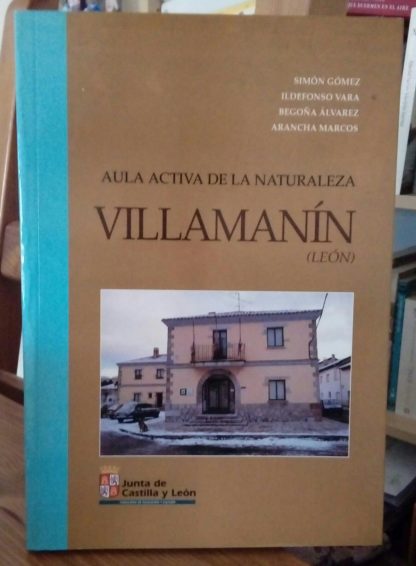 SIMÓN GÓMEZ
ILDEFONSO VARA
BEGOÑA ÁLVAREZ
ARANCHA MARCOS
AULA ACTIVA DE LA NATURALEZA
VILLAMANÍN
(LEÓN)
Junta de
Castilla y León